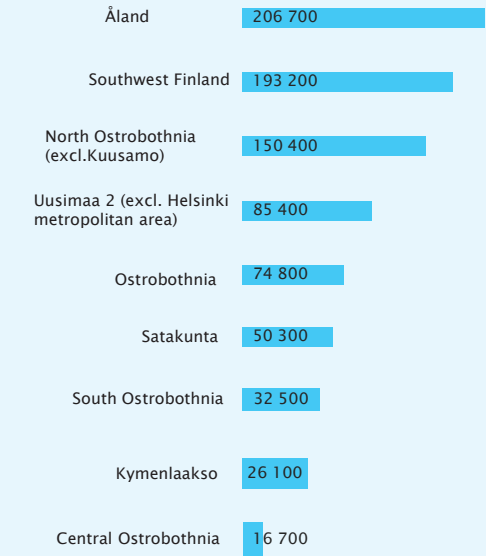 Åland 206 700
Southwest Finland 193 200
North Ostrobothnia
(excl.Kuusamo) 150 400
Uusimaa 2 (excl. Helsinki
metropolitan area) 85 400
Ostrobothnia 74 800
Satakunta 50 300
South Ostrobothnia 32 500
Kymenlaakso 26 100
Central Ostrobothnia 16 700